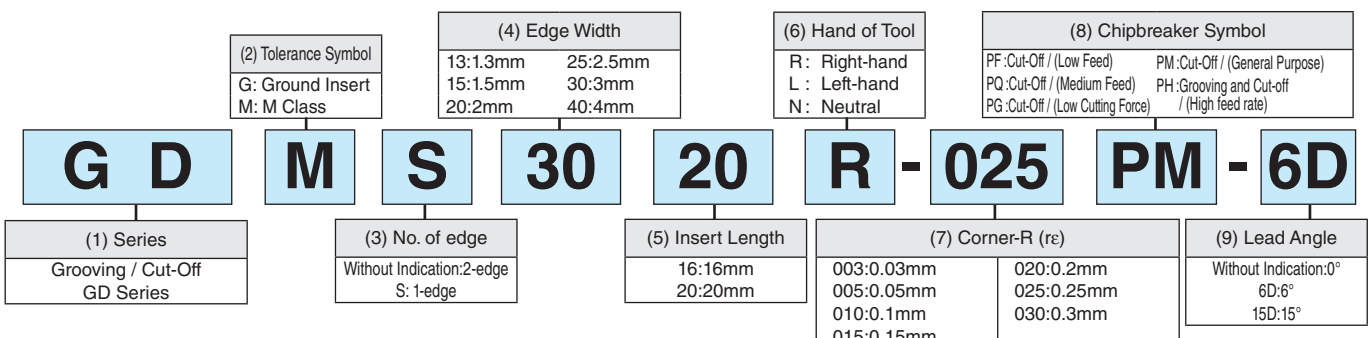 (2) Tolerance Symbol
G: Ground Insert
M: M Class
(4) Edge Width
13:1.3mm 25:2.5mm
15:1.5mm 30:3mm
20:2mm 40:4mm
(6) Hand of Tool
R: Right-hand
L: Left-hand
N: Neutral
(8) Chipbreaker Symbol
PF :Cut-Off / (Low Feed) PM :Cut-Off / (General Purpose)
PQ :Cut-Off / (Medium Feed) PH :Grooving and Cut-off
PG :Cut-Off / (Low Cutting Force) / (High feed rate)
G D M S 30 20 R - 025 PM - 6D
(1) Series
Grooving / Cut-Off
GD Series
(3) No. of edge
Without Indication:2-edge
S: 1-edge
(5) Insert Length
16:16mm
20:20mm
(7) Corner-R (rε)
003:0.03mm 020:0.2mm
005:0.05mm 025:0.25mm
010:0.1mm 030:0.3mm
015:0.15mm
(9) Lead Angle
Without Indication:0°
6D:6°
15D:15°